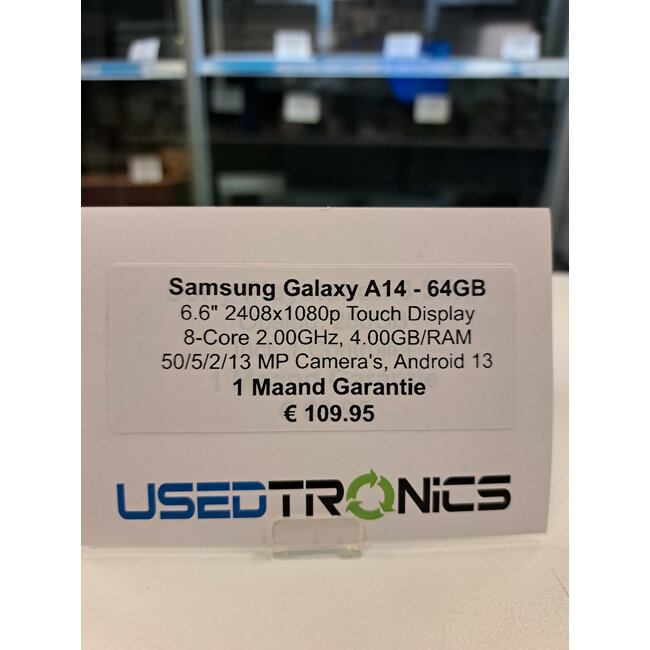 Samsung Galaxy A14 - 64GB
6.6" 2408x1080p Touch Display
8-Core 2.00GHz, 4.00GB/RAM
50/5/2/13 MP Camera's, Android 13
1 Maand Garantie
€ 109.95
USEDTRONiCS